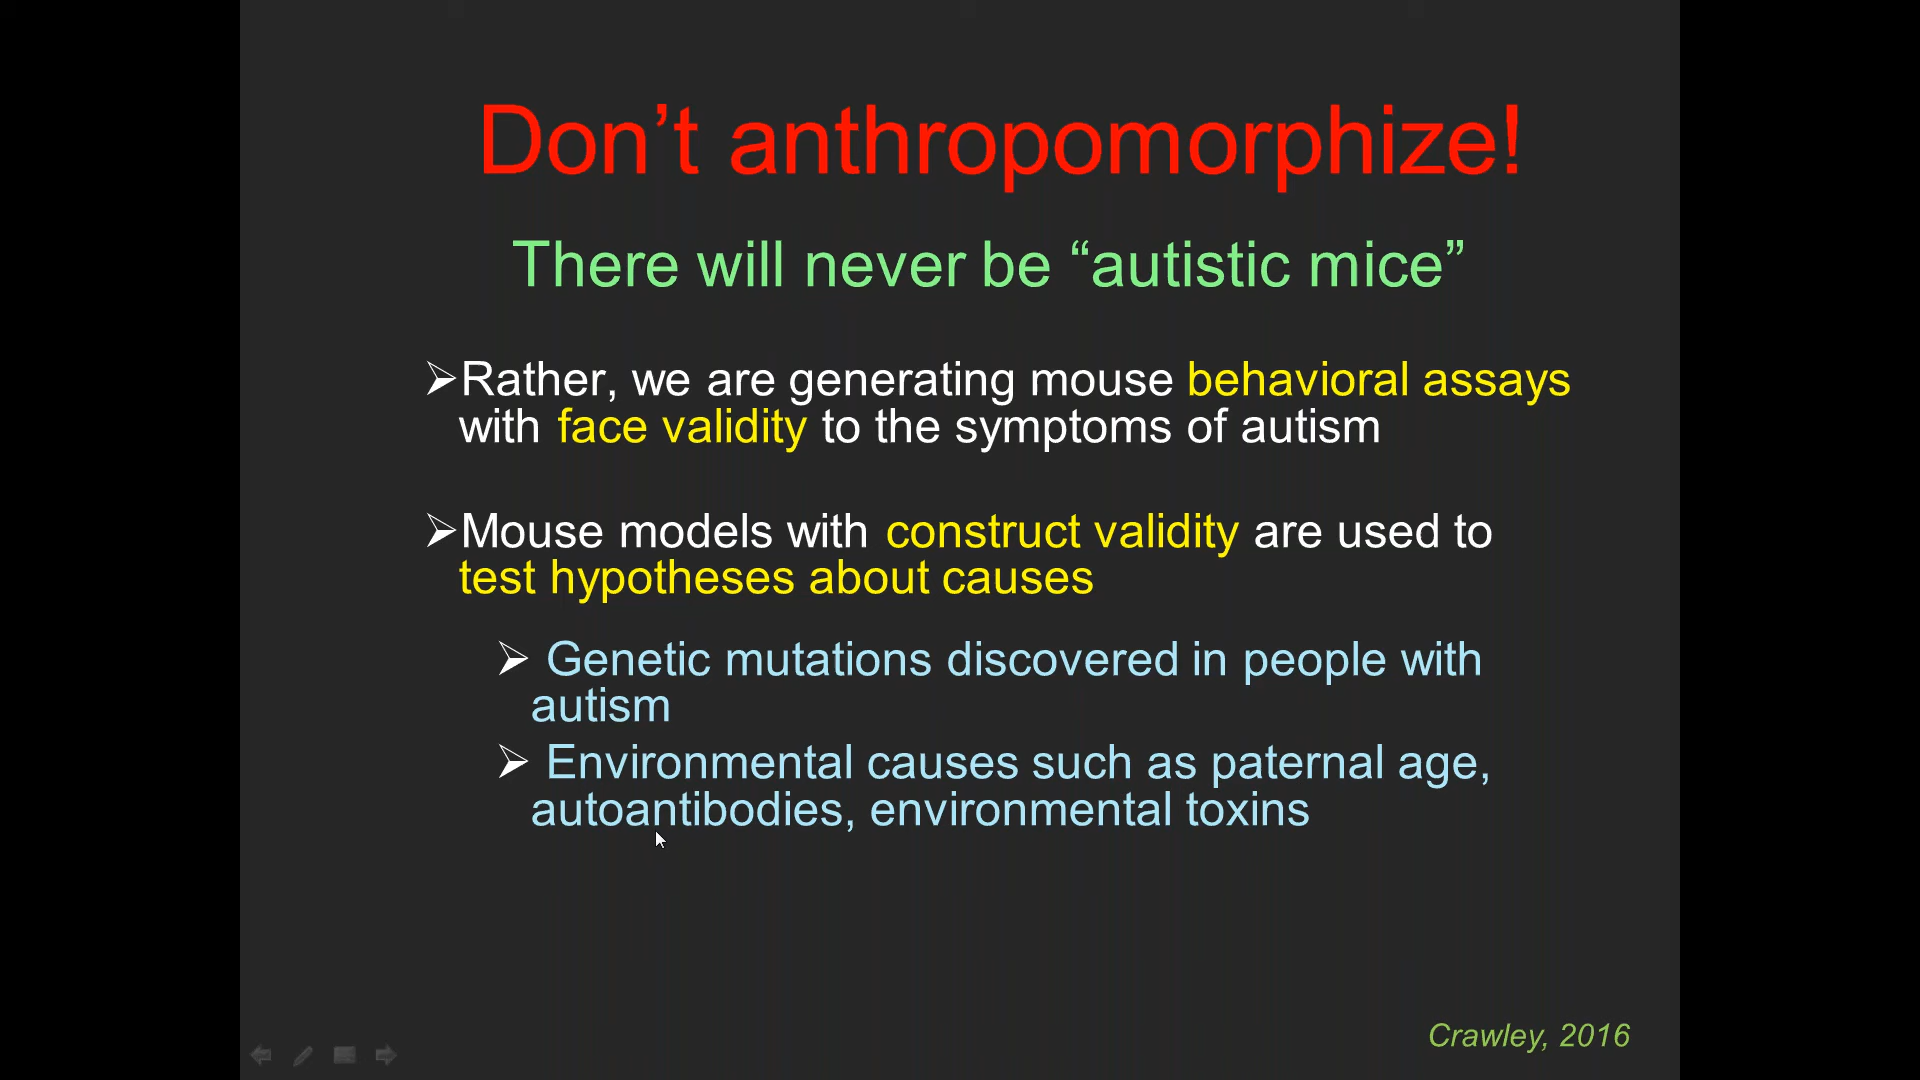 Don’t anthropomorphize!
There will never be “autistic mice”
➢Rather, we are generating mouse behavioral assays
with face validity to the symptoms of autism
➢Mouse models with construct validity are used to
test hypotheses about causes
➢ Genetic mutations discovered in people with
autism
➢ Environmental causes such as paternal age,
autoantibodies, environmental toxins
Crawley, 2016